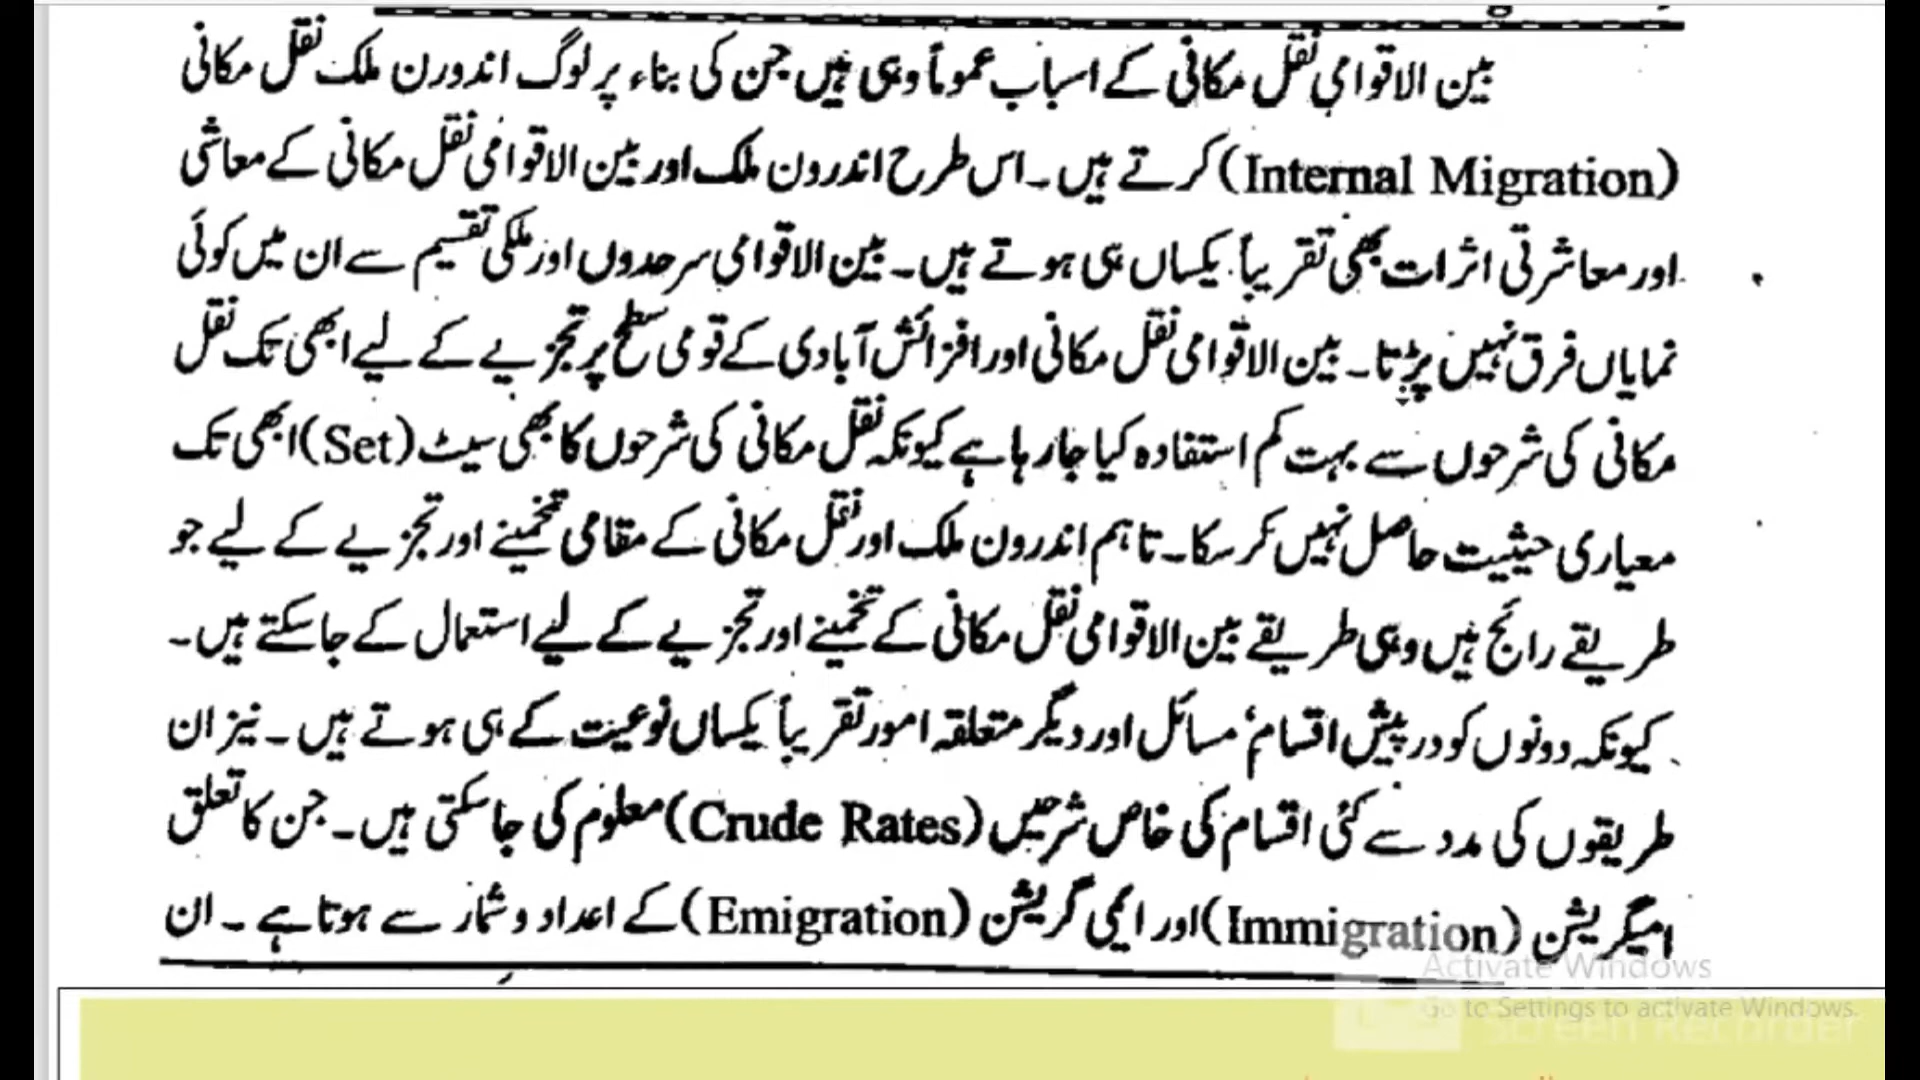 بین الاقوامی نقل مکانی کے اسباب عموماً وہی ہیں جن کی بناء پر لوگ اندورن ملک نقل مکانی
(Internal Migration) کرتے ہیں۔ اس طرح اندرون ملک اور بین الاقوامی نقل مکانی کے معاشی
اور معاشرتی اثرات بھی تقریباً یکساں ہی ہوتے ہیں۔ بین الاقوامی سرحدوں اور ملکی تقسیم سے ان میں کوئی
نمایاں فرق نہیں پڑتا۔ بین الاقوامی نقل مکانی اور افزائش آبادی کے قومی سطح پر تجزیے کے لیے ابھی تک نقل
مکانی کی شرحوں سے بہت کم استفادہ کیا جا رہا ہے کیونکہ نقل مکانی کی شرحوں کا بھی سیٹ (Set) ابھی تک
معیاری حیثیت حاصل نہیں کر سکا۔ تاہم اندرون ملک اور نقل مکانی کے مقامی تخمینے اور تجزیے کے لیے جو
طریقے رائج ہیں وہی طریقے بین الاقوامی نقل مکانی کے تخمینے اور تجزیے کے لیے استعمال کے جا سکتے ہیں۔
کیونکہ دونوں کو درپیش اقسام' مسائل اور دیگر متعلقہ امور تقریباً یکساں نوعیت کے ہی ہوتے ہیں۔ نیز ان
طریقوں کی مدد سے کئی اقسام کی خاص شرحیں (Crude Rates) معلوم کی جا سکتی ہیں۔ جن کا تعلق
امیگریشن (Immigration) اور ایمی گریشن (Emigration) کے اعداد و شمار سے ہوتا ہے۔ ان
Activate Windows
Go to Settings to activate Windows.
Screen Recorder